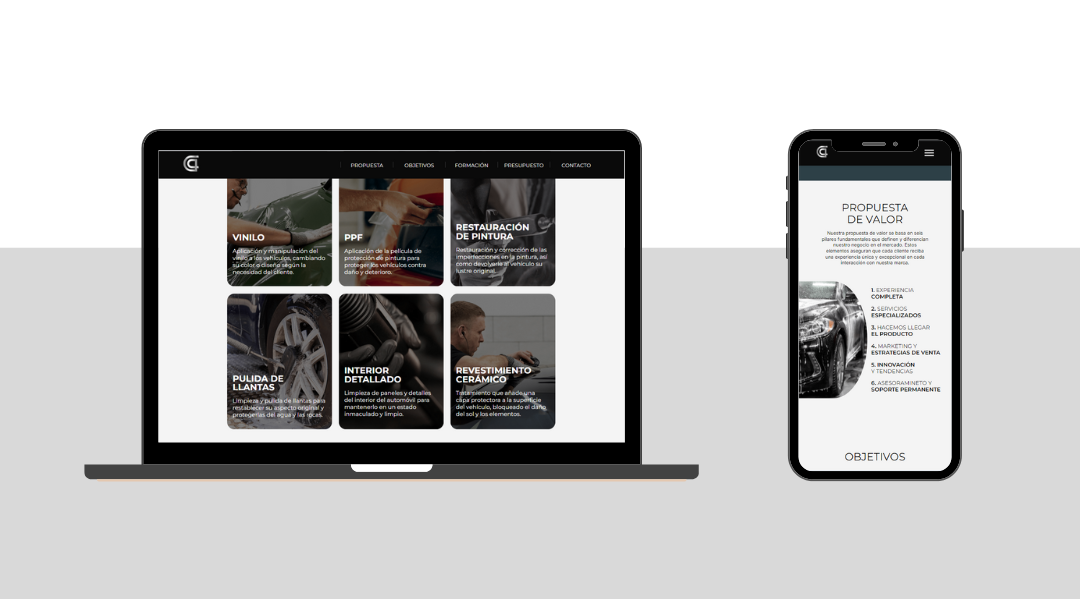 PROPUESTA
OBJETIVOS
FORMACIÓN
PRESUPUESTO
CONTACTO
VINILO
Aplicación y manipulación del
vinilo a los vehículos, cambiando
su color o diseño según la
necesidad del cliente.
PPF
Aplicación de la película de
protección de pintura para
proteger los vehículos contra
daño y deterioro.
RESTAURACIÓN
DE PINTURA
Restauración y corrección de las
imperfecciones en la pintura, así
como devolverle al vehículo su
lustre original.
PULIDA DE
LLANTAS
Limpieza y pulida de llantas para
restablecer su aspecto original y
protegerlas del agua y las rocas.
INTERIOR
DETALLADO
Limpieza de paneles y detalles
del interior del automóvil para
mantenerlo en un estado
inmaculado y limpio.
REVESTIMIENTO
CERÁMICO
Tratamiento que añade una
capa protectora a la superficie
del vehículo, bloqueado el daño
del sol y los elementos.
PROPUESTA
DE VALOR
Nuestra propuesta de valor se basa en seis
pilares fundamentales que definen y diferencian
nuestro negocio en el mercado. Estos
elementos aseguran que cada cliente reciba
una experiencia única y excepcional en cada
interacción con nuestra marca.
1. EXPERIENCIA
COMPLETA
2. SERVICIOS
ESPECIALIZADOS
3. HACEMOS LLEGAR
EL PRODUCTO
4. MARKETING Y
ESTRATEGIAS DE VENTA
5. INNOVACIÓN
Y TENDENCIAS
6. ASESORAMINETO Y
SOPORTE PERMANENTE
OBJETIVOS